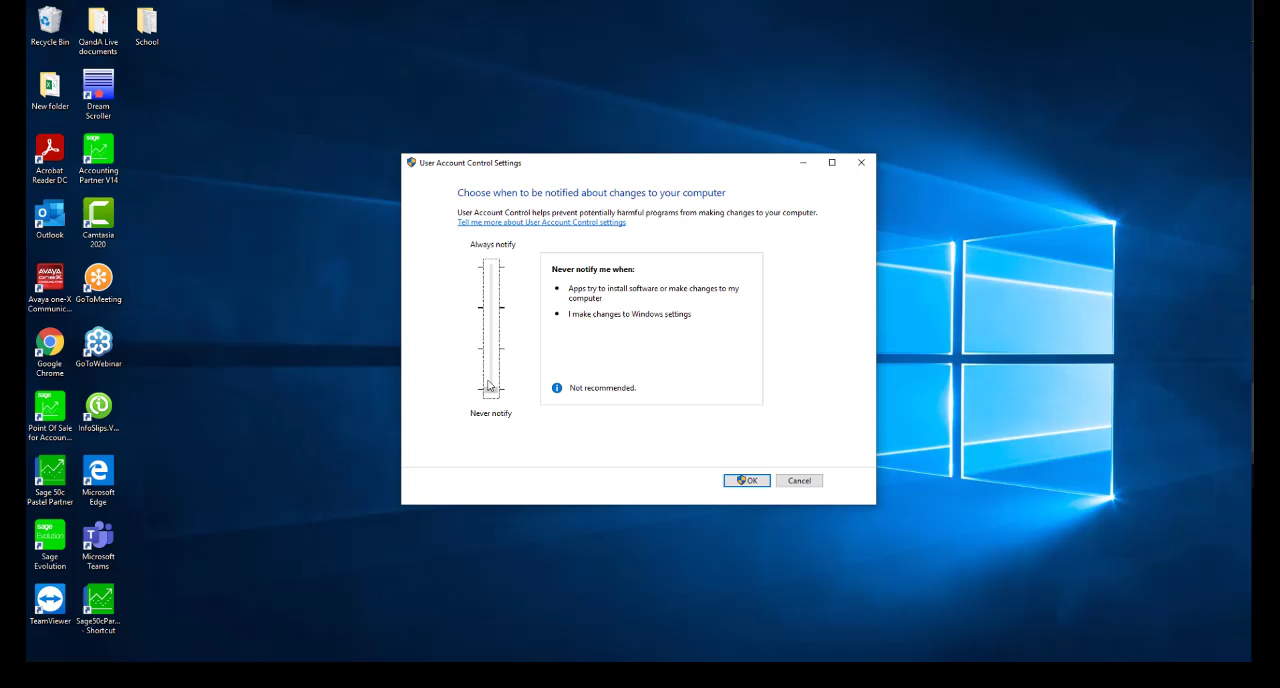 Recycle Bin
QandA Live
documents
School
New folder
Dream
Scroller
Acrobat
Reader DC
sage
Accounting
Partner V14
Outlook
Camtasia
2020
AVAYA
one-X
Avaya one-X
Communic...
GoToMeeting
Google
Chrome
GoToWebinar
Point Of Sale
for Accoun...
InfoSlips.V...
Sage 50c
Pastel Partner
Microsoft
Edge
sage
Evolution
Sage
Evolution
Microsoft
Teams
TeamViewer
Sage50cPar...
- Shortcut
User Account Control Settings
Choose when to be notified about changes to your computer
User Account Control helps prevent potentially harmful programs from making changes to your computer.
Tell me more about User Account Control settings
Always notify
Never notify me when:
• Apps try to install software or make changes to my
computer
• I make changes to Windows settings
Not recommended.
Never notify
OK
Cancel